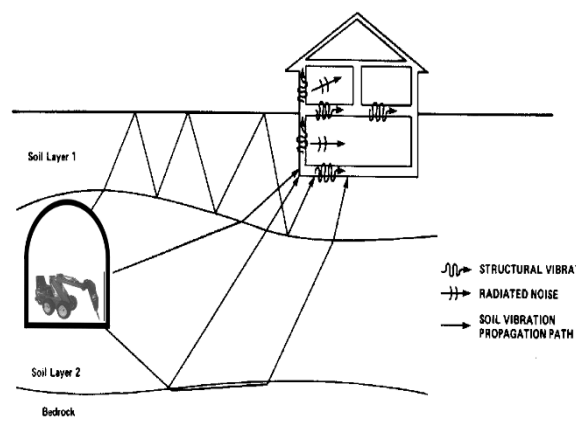 Soil Layer 1
STRUCTURAL VIBRAT
RADIATED NOISE
SOIL VIBRATION
PROPAGATION PATH
Soil Layer 2
Bedrock